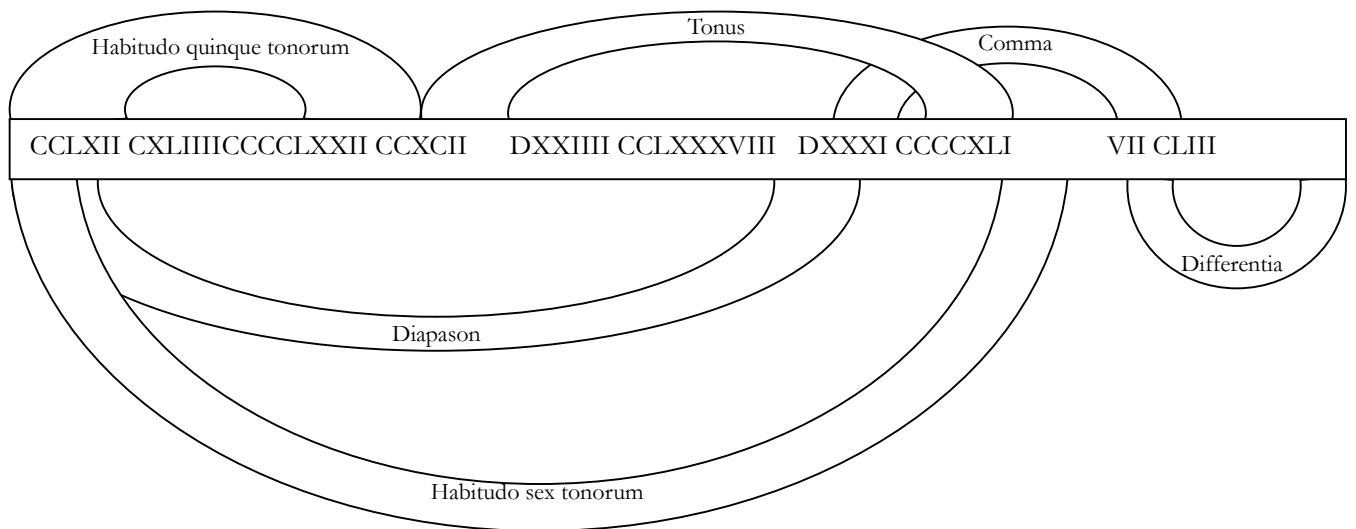 Tonus
Habitudo quinque tonorum
Comma
CCLXII CXLIIII CCCCLXXII CCXCII DXXIIII CCLXXXVIII DXXXI CCCCXLI VII CLIII
Differentia
Diapason
Habitudo sex tonorum